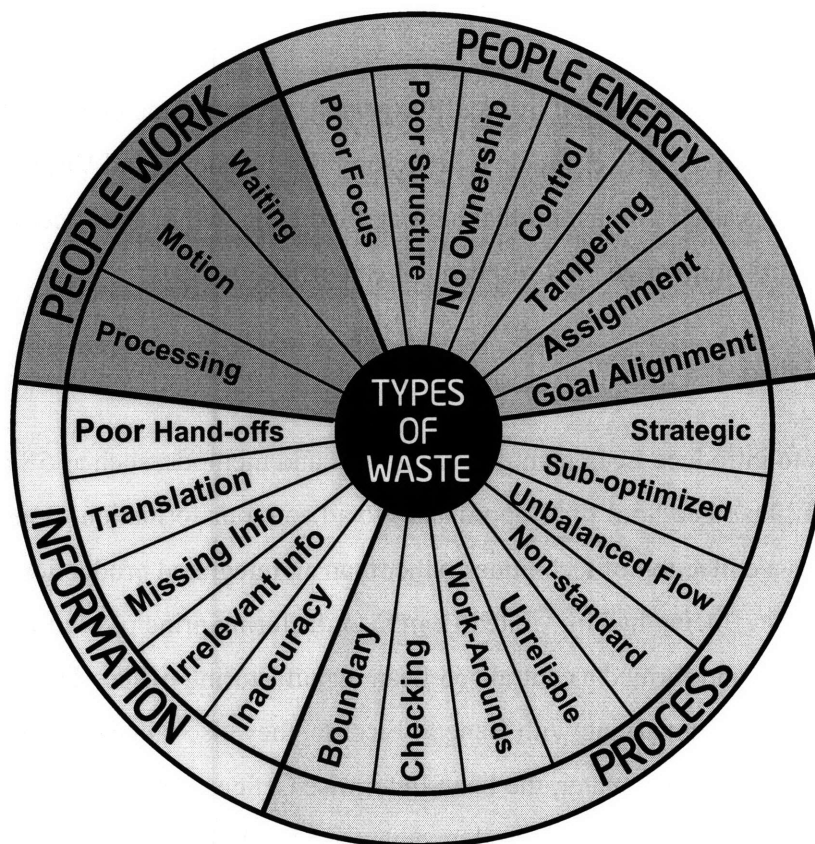 PEOPLE ENERGY
Poor Focus
Poor Structure
No Ownership
Control
Tampering
Assignment
Goal Alignment
PROCESS
Strategic
Sub-optimized
Unbalanced Flow
Non-standard
Unreliable
Work-Arounds
Checking
Boundary
INFORMATION
Inaccuracy
Irrelevant Info
Missing Info
Translation
Poor Hand-offs
PEOPLE WORK
Processing
Motion
Waiting
TYPES
OF
WASTE